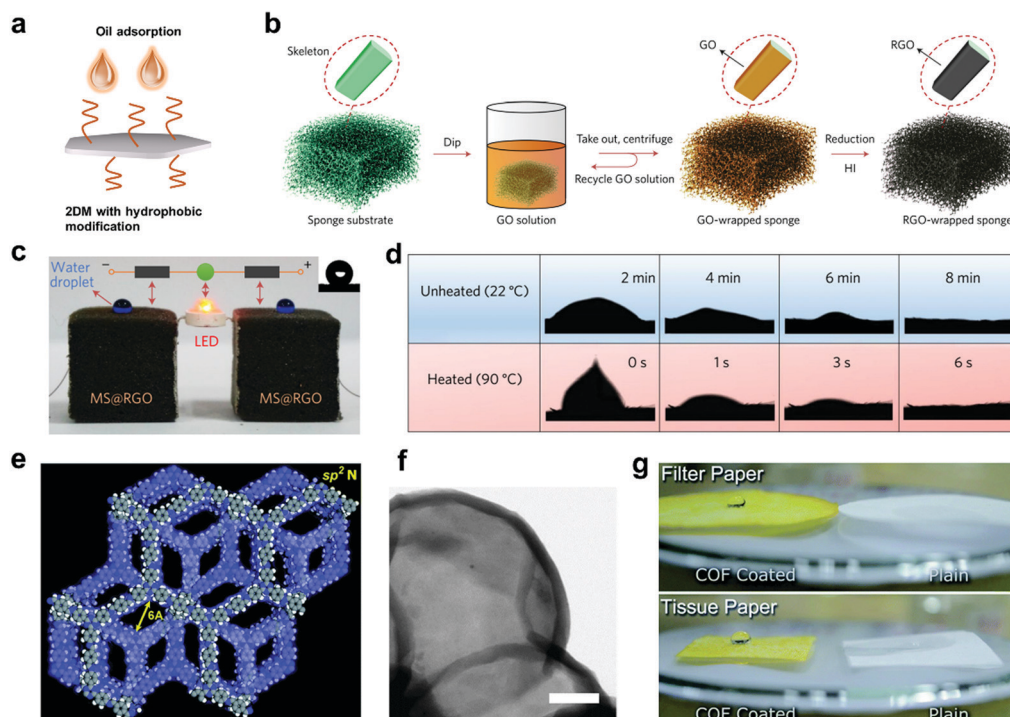 a
Oil adsorption
2DM with hydrophobic
modification
b
Skeleton
Sponge substrate
Dip
GO solution
Take out, centrifuge
Recycle GO solution
GO
GO-wrapped sponge
Reduction
HI
RGO
RGO-wrapped sponge
c
Water
droplet
−
+
LED
MS@RGO
MS@RGO
d
Unheated (22 °C)
2 min
4 min
6 min
8 min
Heated (90 °C)
0 s
1 s
3 s
6 s
e
sp² N
6A
f
g
Filter Paper
COF Coated
Plain
Tissue Paper
COF Coated
Plain